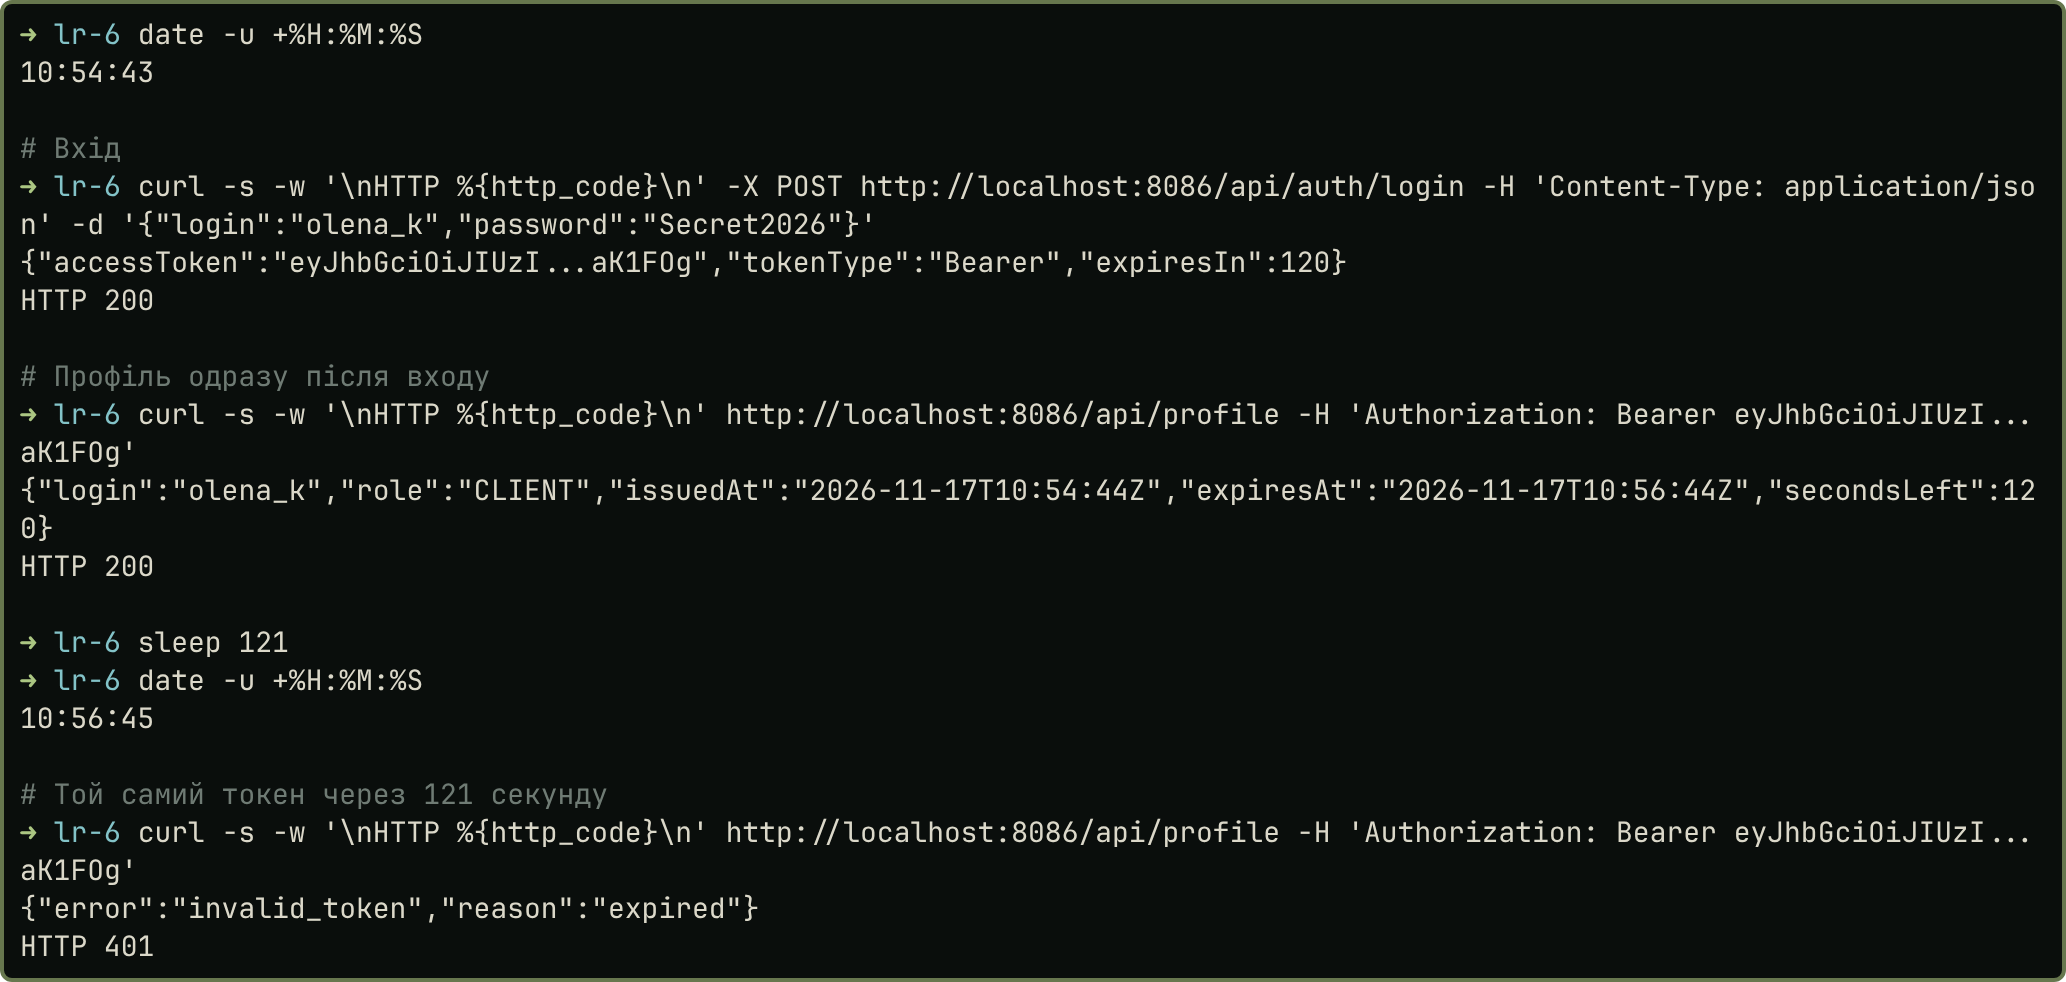 ➜ lr-6 date -u +%H:%M:%S
10:54:43
# Вхід
➜ lr-6 curl -s -w '\nHTTP %{http_code}\n' -X POST http://localhost:8086/api/auth/login -H 'Content-Type: application/jso
n' -d '{"login":"olena_k","password":"Secret2026"}'
{"accessToken":"eyJhbGciOiJIUzI...aK1FOg","tokenType":"Bearer","expiresIn":120}
HTTP 200
# Профіль одразу після входу
➜ lr-6 curl -s -w '\nHTTP %{http_code}\n' http://localhost:8086/api/profile -H 'Authorization: Bearer eyJhbGciOiJIUzI...
aK1FOg'
{"login":"olena_k","role":"CLIENT","issuedAt":"2026-11-17T10:54:44Z","expiresAt":"2026-11-17T10:56:44Z","secondsLeft":12
0}
HTTP 200
➜ lr-6 sleep 121
➜ lr-6 date -u +%H:%M:%S
10:56:45
# Той самий токен через 121 секунду
➜ lr-6 curl -s -w '\nHTTP %{http_code}\n' http://localhost:8086/api/profile -H 'Authorization: Bearer eyJhbGciOiJIUzI...
aK1FOg'
{"error":"invalid_token","reason":"expired"}
HTTP 401